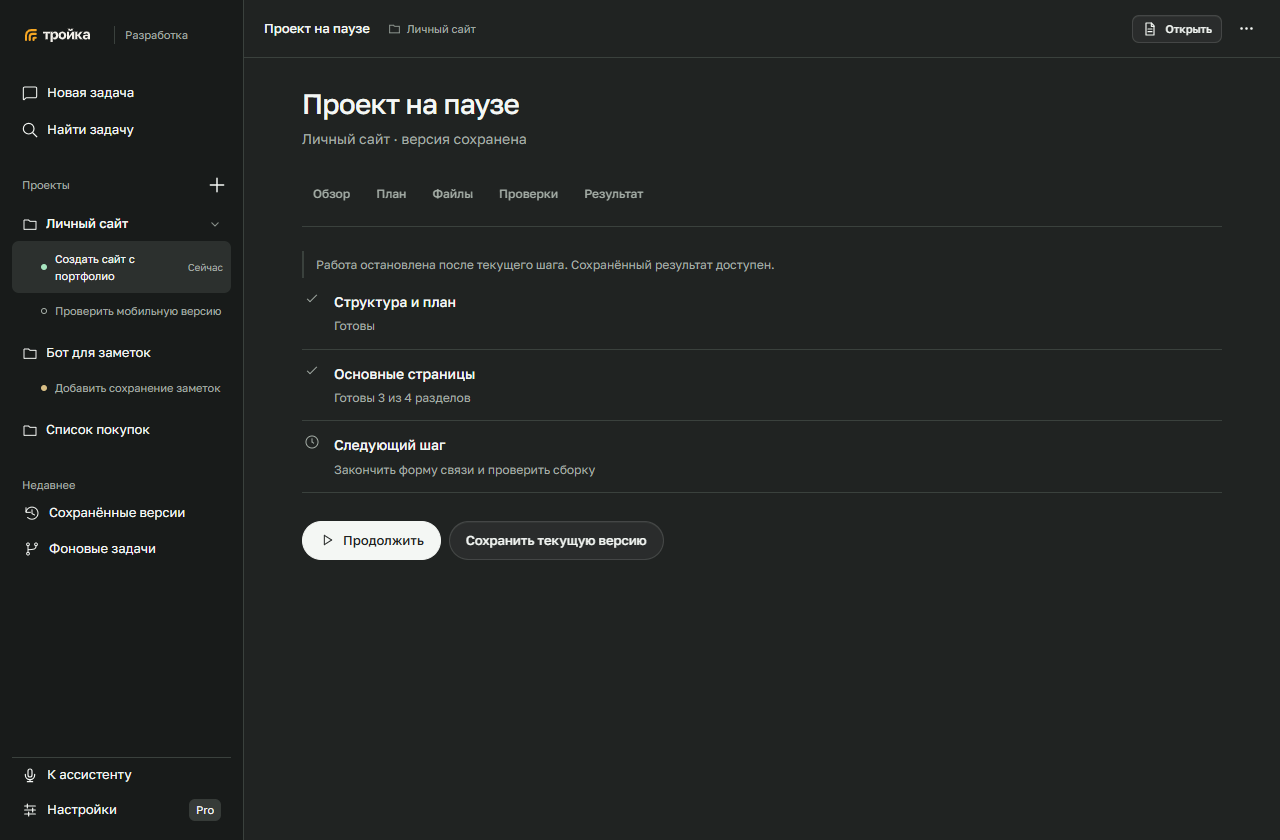 тройка
Разработка
Новая задача
Найти задачу
Проекты
Личный сайт
Создать сайт с
портфолио
Сейчас
Проверить мобильную версию
Бот для заметок
Добавить сохранение заметок
Список покупок
Недавнее
Сохранённые версии
Фоновые задачи
К ассистенту
Настройки
Pro
Проект на паузе
Личный сайт
Открыть
Проект на паузе
Личный сайт · версия сохранена
Обзор
План
Файлы
Проверки
Результат
Работа остановлена после текущего шага. Сохранённый результат доступен.
Структура и план
Готовы
Основные страницы
Готовы 3 из 4 разделов
Следующий шаг
Закончить форму связи и проверить сборку
Продолжить
Сохранить текущую версию